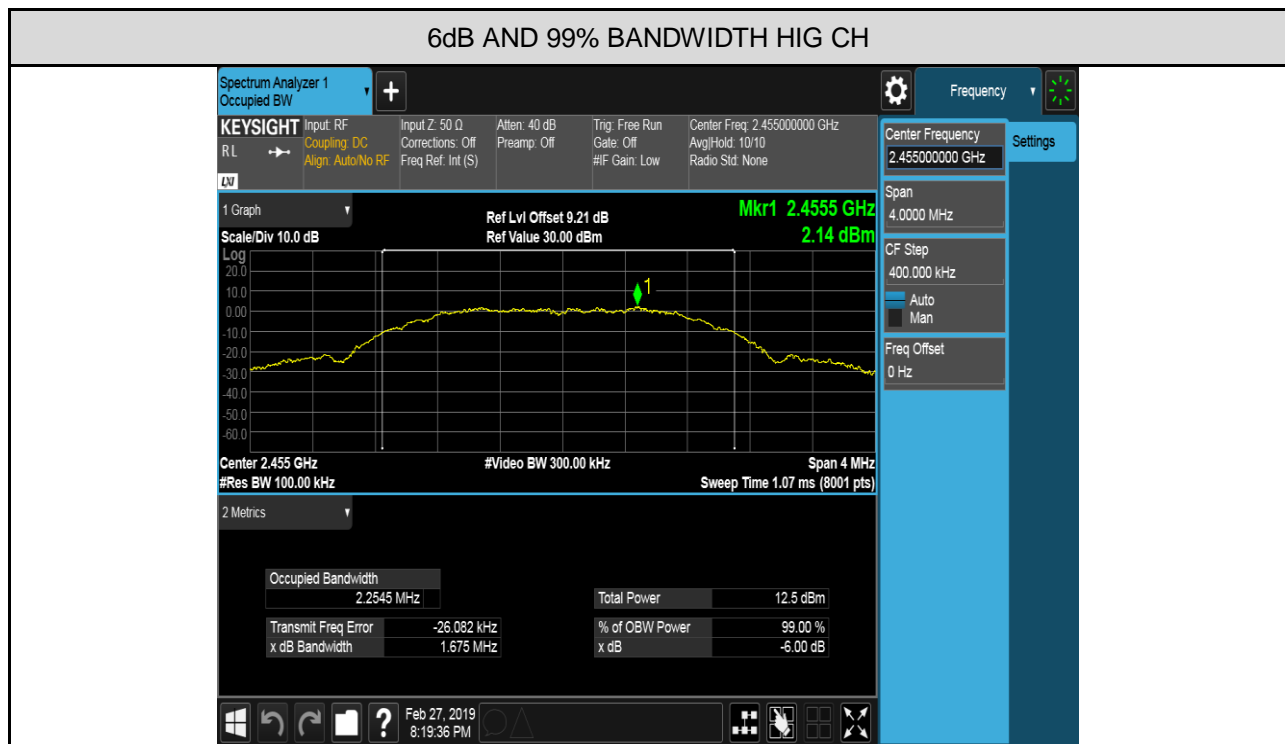 6dB AND 99% BANDWIDTH HIG CH
Spectrum Analyzer 1
Occupied BW
Frequency
KEYSIGHT
RL
LXI
Input: RF
Coupling: DC
Align: Auto/No RF
Input Z: 50 Ω
Corrections: Off
Freq Ref: Int (S)
Atten: 40 dB
Preamp: Off
Trig: Free Run
Gate: Off
#IF Gain: Low
Center Freq: 2.455000000 GHz
Avg|Hold: 10/10
Radio Std: None
Center Frequency
2.455000000 GHz
Settings
Span
4.0000 MHz
CF Step
400.000 kHz
Auto
Man
Freq Offset
0 Hz
1 Graph
Scale/Div 10.0 dB
Ref Lvl Offset 9.21 dB
Ref Value 30.00 dBm
Mkr1 2.4555 GHz
2.14 dBm
Log
20.0
10.0
0.00
-10.0
-20.0
-30.0
-40.0
-50.0
-60.0
1
Center 2.455 GHz
#Video BW 300.00 kHz
Span 4 MHz
#Res BW 100.00 kHz
Sweep Time 1.07 ms (8001 pts)
2 Metrics
Occupied Bandwidth
2.2545 MHz
Total Power 12.5 dBm
Transmit Freq Error -26.082 kHz
% of OBW Power 99.00 %
x dB Bandwidth 1.675 MHz
x dB -6.00 dB
?
Feb 27, 2019
8:19:36 PM